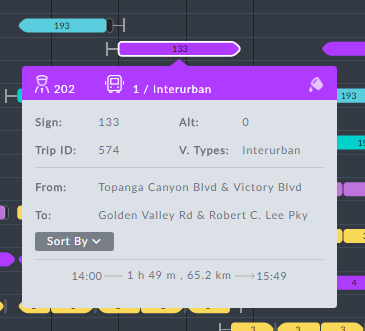 193
133
202 1 / Interurban
Sign: 133 Alt: 0
193
Trip ID: 574 V. Types: Interurban
From: Topanga Canyon Blvd & Victory Blvd
To: Golden Valley Rd & Robert C. Lee Pky
Sort By
14:00 1 h 49 m , 65.2 km 15:49
4
3 3 3